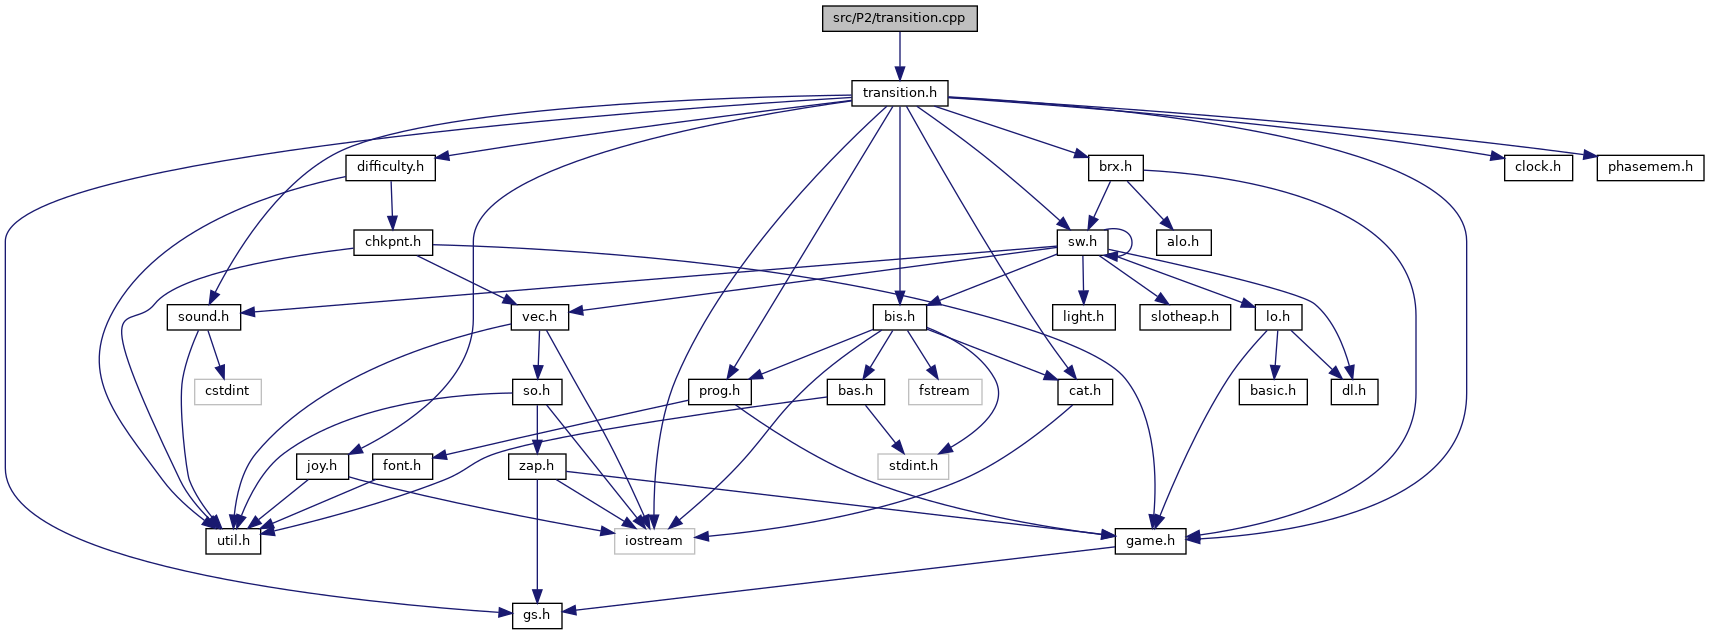 src/P2/transition.cpp
transition.h
difficulty.h
brx.h
clock.h
phasemem.h
chkpnt.h
sw.h
alo.h
sound.h
vec.h
bis.h
light.h
slotheap.h
lo.h
cstdint
so.h
prog.h
bas.h
fstream
cat.h
basic.h
dl.h
joy.h
font.h
zap.h
stdint.h
util.h
iostream
game.h
gs.h